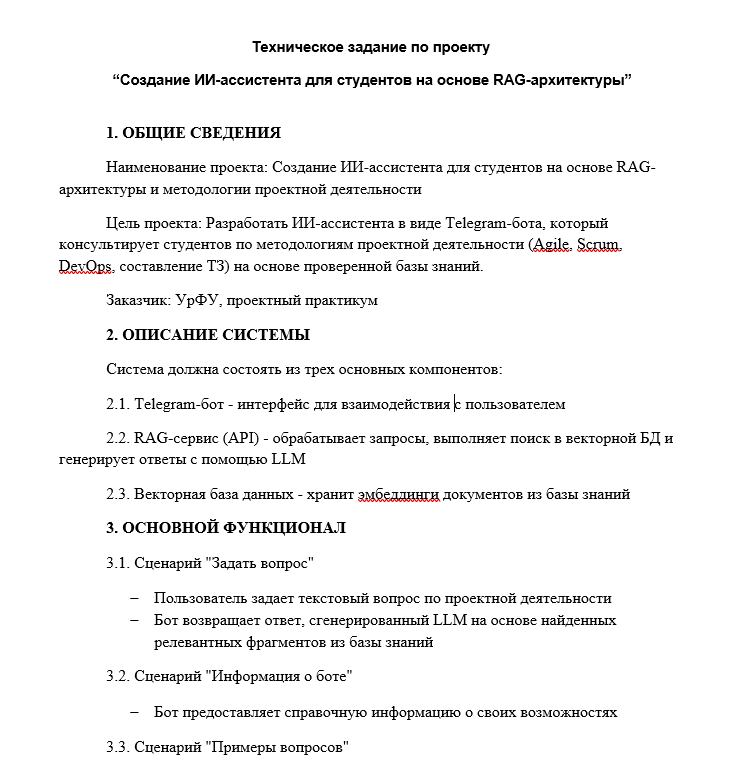 Техническое задание по проекту
“Создание ИИ-ассистента для студентов на основе RAG-архитектуры”
1. ОБЩИЕ СВЕДЕНИЯ
Наименование проекта: Создание ИИ-ассистента для студентов на основе RAG-
архитектуры и методологии проектной деятельности
Цель проекта: Разработать ИИ-ассистента в виде Telegram-бота, который
консультирует студентов по методологиям проектной деятельности (Agile, Scrum,
DevOps, составление ТЗ) на основе проверенной базы знаний.
Заказчик: УрФУ, проектный практикум
2. ОПИСАНИЕ СИСТЕМЫ
Система должна состоять из трех основных компонентов:
2.1. Telegram-бот - интерфейс для взаимодействия с пользователем
2.2. RAG-сервис (API) - обрабатывает запросы, выполняет поиск в векторной БД и
генерирует ответы с помощью LLM
2.3. Векторная база данных - хранит эмбеддинги документов из базы знаний
3. ОСНОВНОЙ ФУНКЦИОНАЛ
3.1. Сценарий "Задать вопрос"
– Пользователь задает текстовый вопрос по проектной деятельности
– Бот возвращает ответ, сгенерированный LLM на основе найденных
релевантных фрагментов из базы знаний
3.2. Сценарий "Информация о боте"
– Бот предоставляет справочную информацию о своих возможностях
3.3. Сценарий "Примеры вопросов"